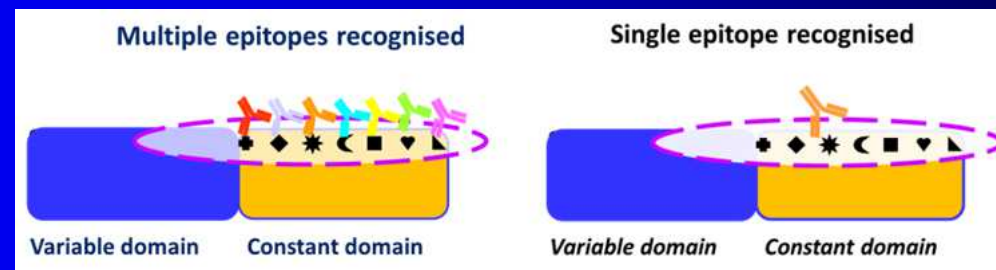 Multiple epitopes recognised
Single epitope recognised
Variable domain
Constant domain
Variable domain
Constant domain